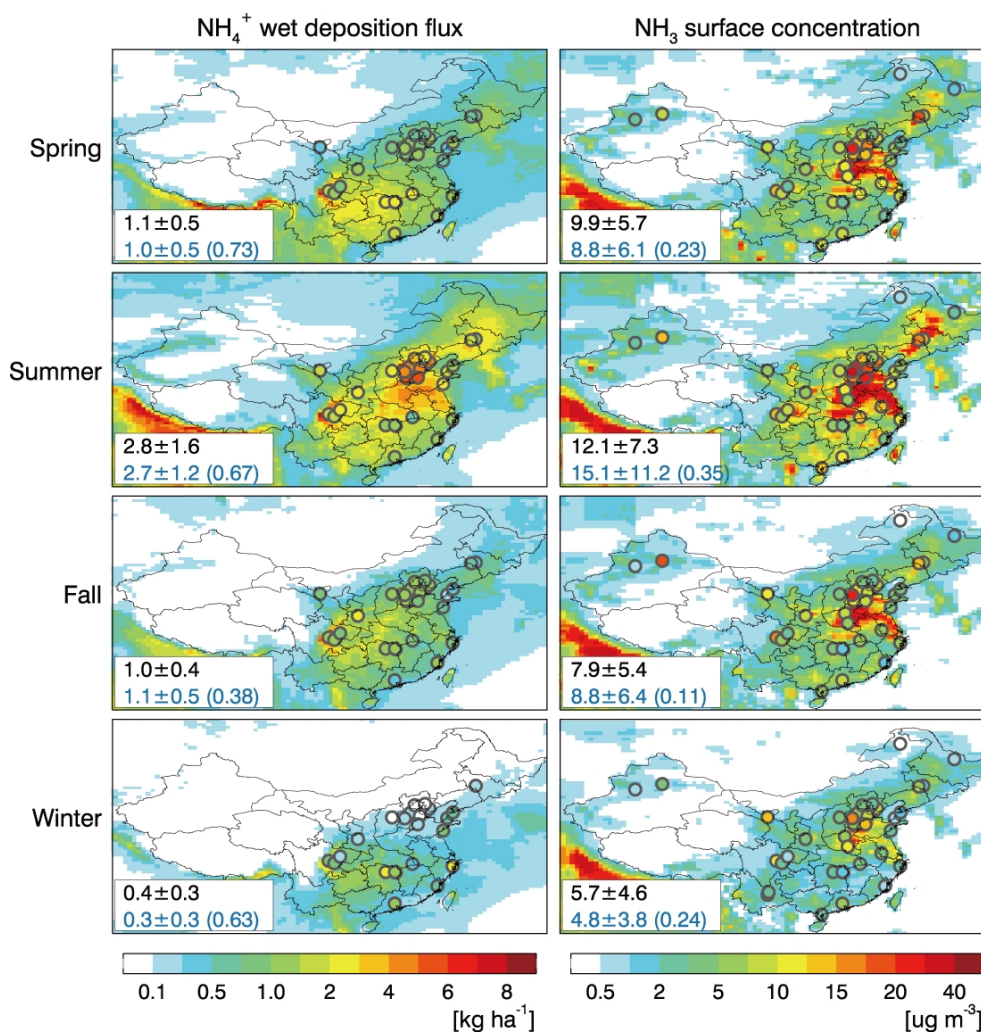 NH₄⁺ wet deposition flux
NH₃ surface concentration
Spring
1.1±0.5
1.0±0.5 (0.73)
9.9±5.7
8.8±6.1 (0.23)
Summer
2.8±1.6
2.7±1.2 (0.67)
12.1±7.3
15.1±11.2 (0.35)
Fall
1.0±0.4
1.1±0.5 (0.38)
7.9±5.4
8.8±6.4 (0.11)
Winter
0.4±0.3
0.3±0.3 (0.63)
5.7±4.6
4.8±3.8 (0.24)
0.1 0.5 1.0 2 4 6 8
[kg ha⁻¹]
0.5 2 5 10 15 20 40
[ug m⁻³]